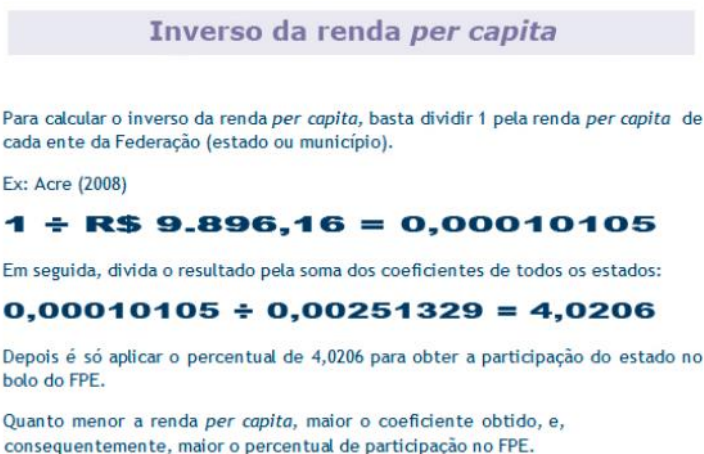 Inverso da renda per capita
Para calcular o inverso da renda per capita, basta dividir 1 pela renda per capita de
cada ente da Federação (estado ou município).
Ex: Acre (2008)
1 ÷ R$ 9.896,16 = 0,00010105
Em seguida, divida o resultado pela soma dos coeficientes de todos os estados:
0,00010105 ÷ 0,00251329 = 4,0206
Depois é só aplicar o percentual de 4,0206 para obter a participação do estado no
bolo do FPE.
Quanto menor a renda per capita, maior o coeficiente obtido, e,
consequentemente, maior o percentual de participação no FPE.